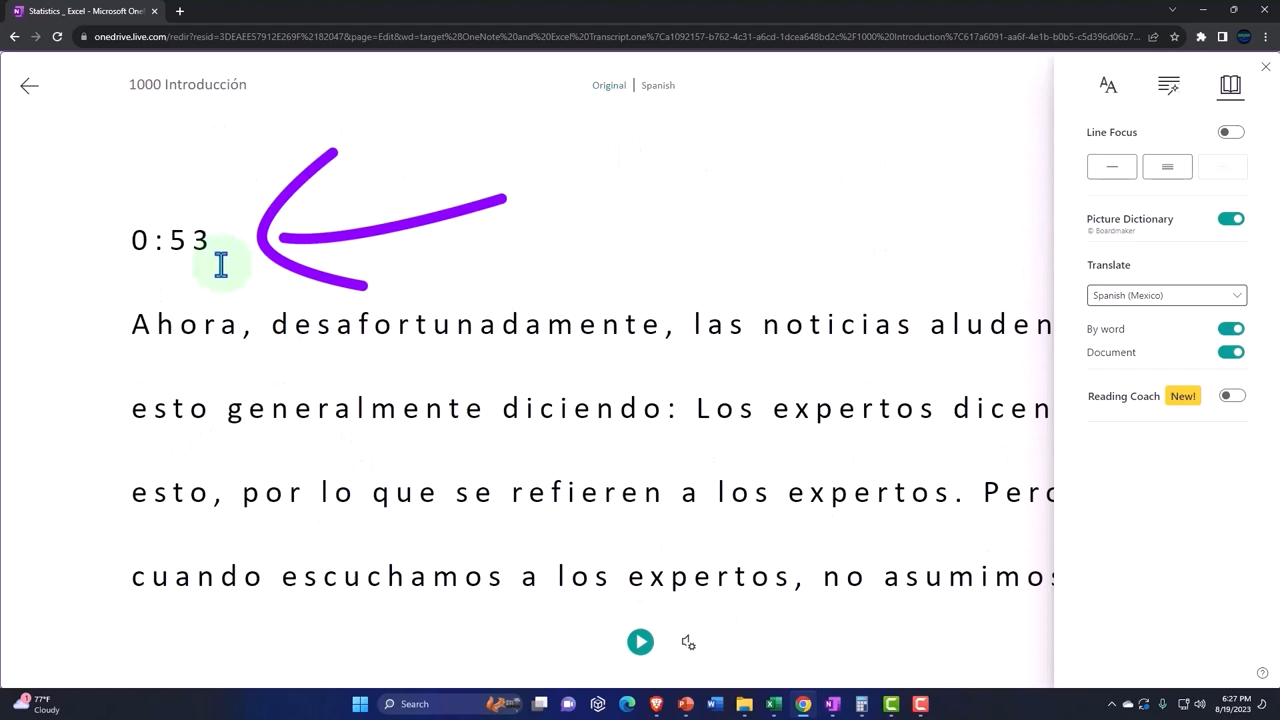 Statistics _Excel - Microsoft Onel
onedrive.live.com/redir?resid=3DEAEE57912E269F%2182047&page=Edit&wd=target%28OneNote%20and%20Excel%20Transcript.one%7Ca1092157-b762-4c31-a6cd-1dcea648bd2c%2F1000%20Introduction%7C617a6091-aa6f-4e1b-b0b5-c5d396d06b7...
1000 Introducción
Original | Spanish
0:53
Ahora, desafortunadamente, las noticias aluden
esto generalmente diciendo: Los expertos dicen
esto, por lo que se refieren a los expertos. Pero
cuando escuchamos a los expertos, no asumimos
Line Focus
Picture Dictionary
© Boardmaker
Translate
Spanish (Mexico)
By word
Document
Reading Coach New!
77°F
Cloudy
Search
6:27 PM
8/19/2023